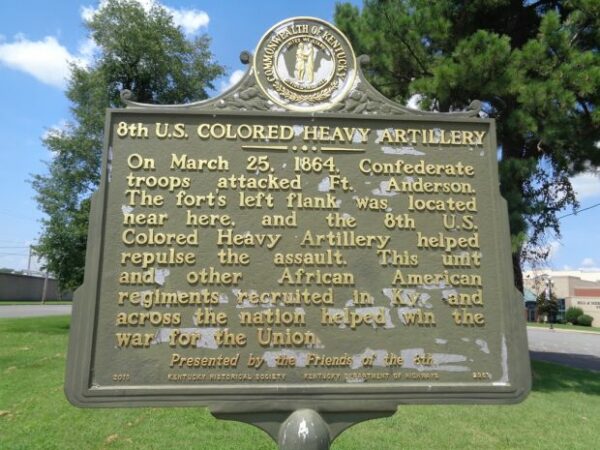 COMMONWEALTH OF KENTUCKY
8th U.S. COLORED HEAVY ARTILLERY
On March 25, 1864, Confederate
troops attacked Ft. Anderson.
The fort's left flank was located
near here, and the 8th U.S.
Colored Heavy Artillery helped
repulse the assault. This unit
and other African American
regiments recruited in Ky. and
across the nation helped win the
war for the Union.
Presented by the Friends of the 8th
KENTUCKY HISTORICAL SOCIETY KENTUCKY DEPARTMENT OF HIGHWAYS